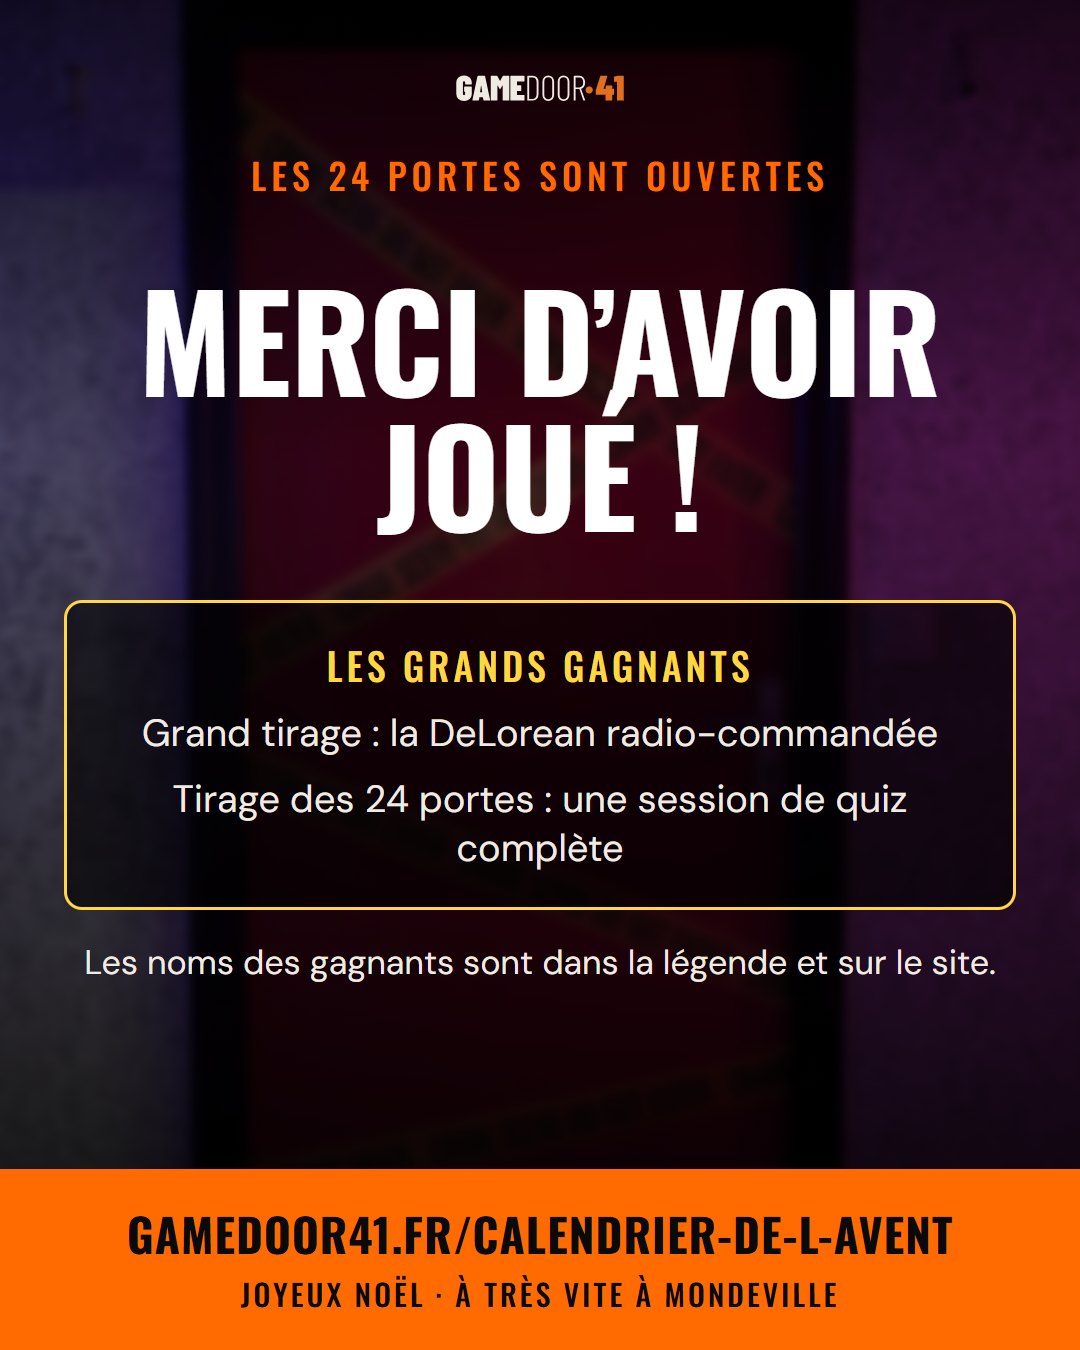 GAMEDOOR·41
LES 24 PORTES SONT OUVERTES
MERCI D’AVOIR
JOUÉ !
LES GRANDS GAGNANTS
Grand tirage : la DeLorean radio-commandée
Tirage des 24 portes : une session de quiz
complète
Les noms des gagnants sont dans la légende et sur le site.
GAMEDOOR41.FR/CALENDRIER-DE-L-AVENT
JOYEUX NOËL · À TRÈS VITE À MONDEVILLE